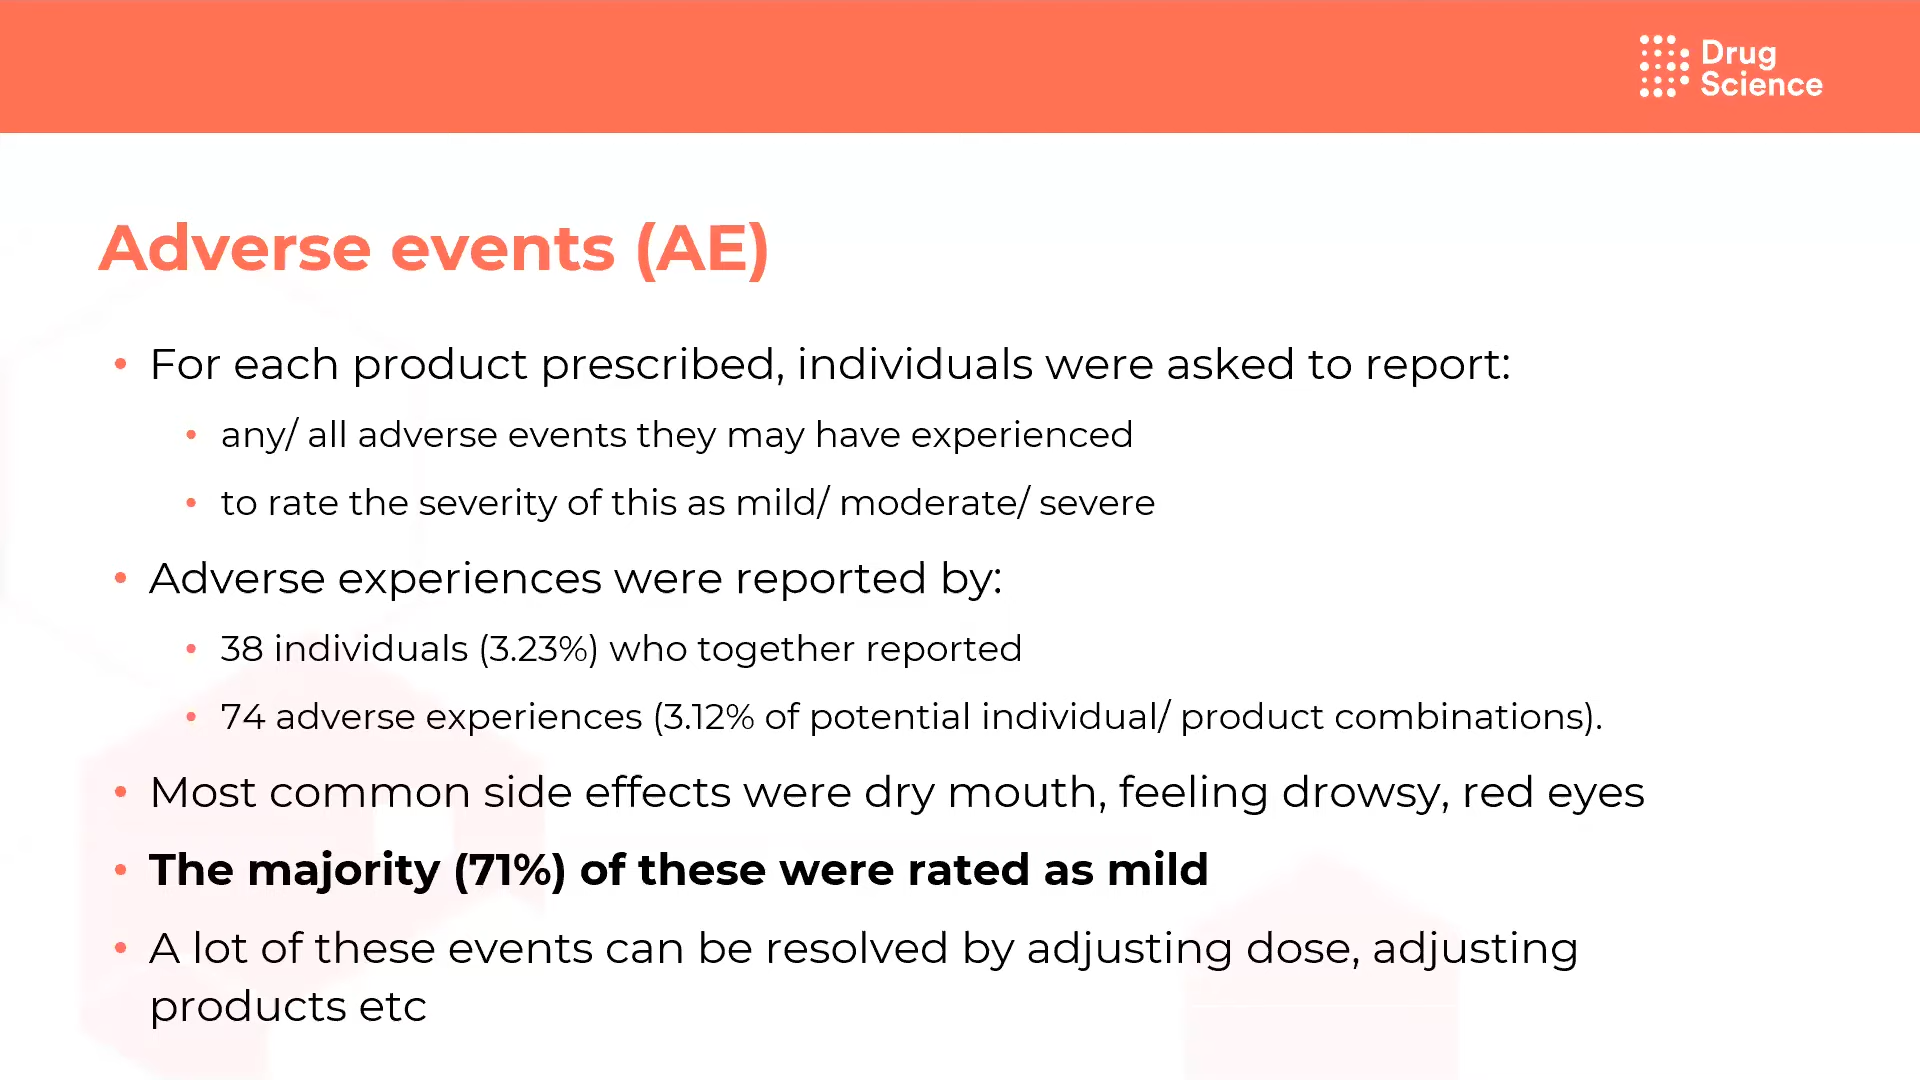 Drug
Science
Adverse events (AE)
• For each product prescribed, individuals were asked to report:
• any/ all adverse events they may have experienced
• to rate the severity of this as mild/ moderate/ severe
• Adverse experiences were reported by:
• 38 individuals (3.23%) who together reported
• 74 adverse experiences (3.12% of potential individual/ product combinations).
• Most common side effects were dry mouth, feeling drowsy, red eyes
• The majority (71%) of these were rated as mild
• A lot of these events can be resolved by adjusting dose, adjusting
products etc